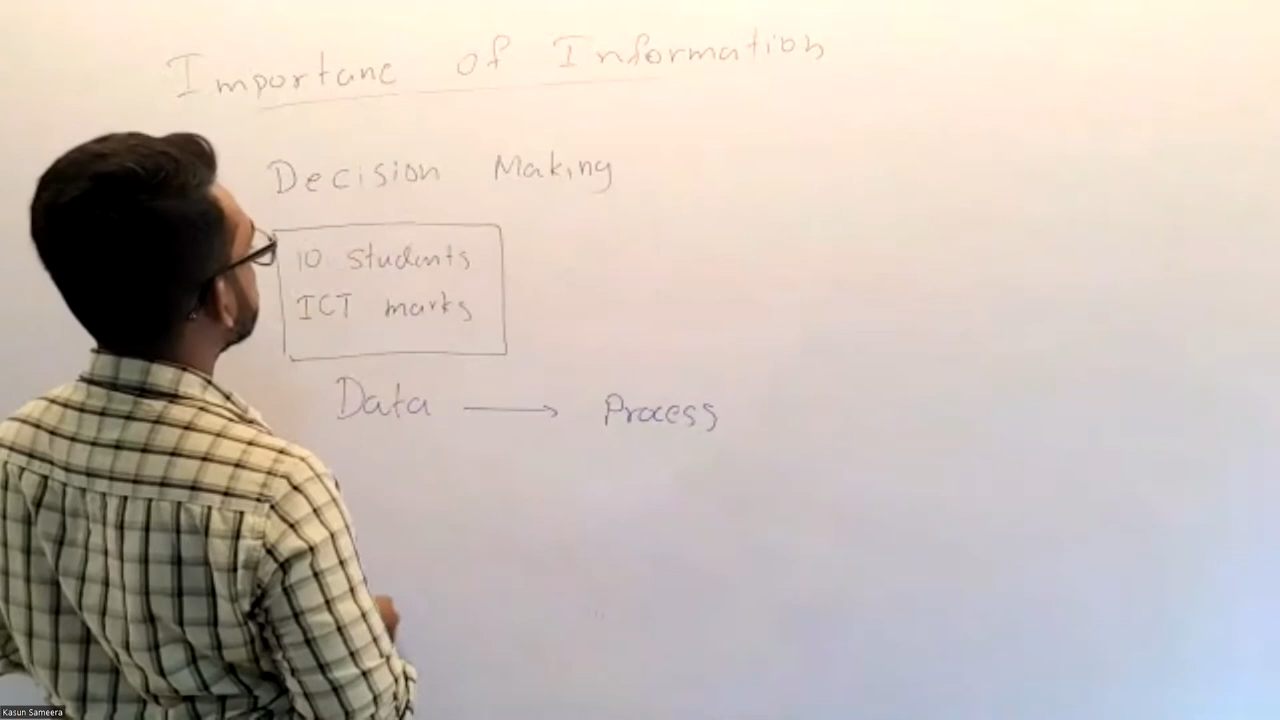 Importanc of Information
Decision Making
10 students
ICT marks
Data → Process
Kasun Sameera